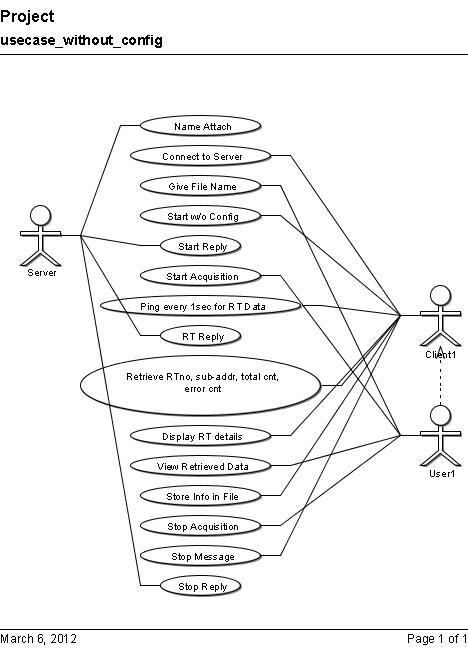 Project
usecase_without_config
Name Attach
Connect to Server
Give File Name
Start w/o Config
Start Reply
Server
Start Acquisition
Ping every 1sec for RT Data
RT Reply
Client1
Retrieve RTno, sub-addr, total cnt,
error cnt
Display RT details
View Retrieved Data
User1
Store Info in File
Stop Acquisition
Stop Message
Stop Reply
March 6, 2012
Page 1 of 1